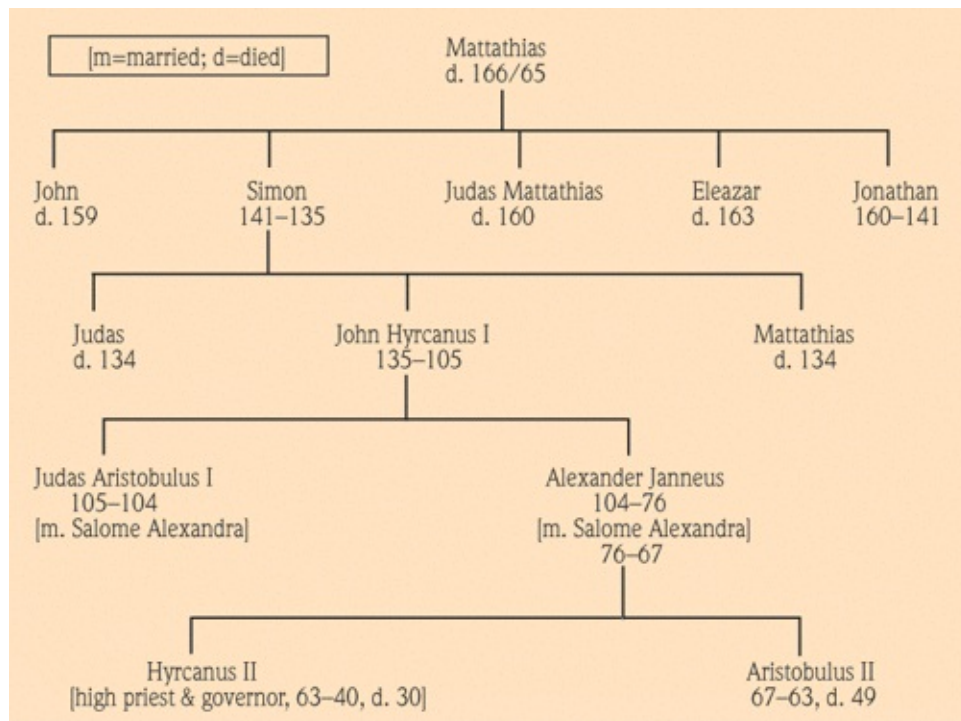 [m=married; d=died]
Mattathias
d. 166/65
John
d. 159
Simon
141–135
Judas Mattathias
d. 160
Eleazar
d. 163
Jonathan
160–141
Judas
d. 134
John Hyrcanus I
135–105
Mattathias
d. 134
Judas Aristobulus I
105–104
[m. Salome Alexandra]
Alexander Janneus
104–76
[m. Salome Alexandra]
76–67
Hyrcanus II
[high priest & governor, 63–40, d. 30]
Aristobulus II
67–63, d. 49